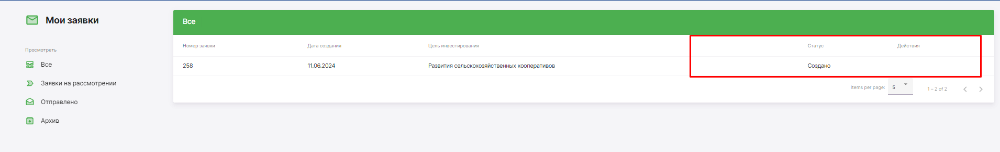 Мои заявки
Просмотреть
Все
Заявки на рассмотрении
Отправлено
Архив
Все
Номер заявки Дата создания Цель инвестирования Статус Действия
258 11.06.2024 Развития сельскохозяйственных кооперативов Создано
Items per page: 5 1 – 2 of 2